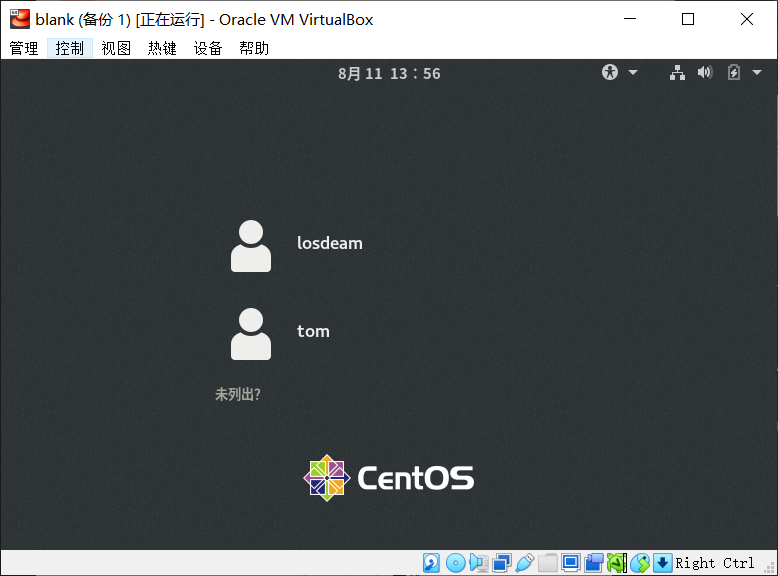 blank (备份 1) [正在运行] - Oracle VM VirtualBox
管理 控制 视图 热键 设备 帮助
8月 11 13：56
losdeam
tom
未列出?
CentOS
Right Ctrl